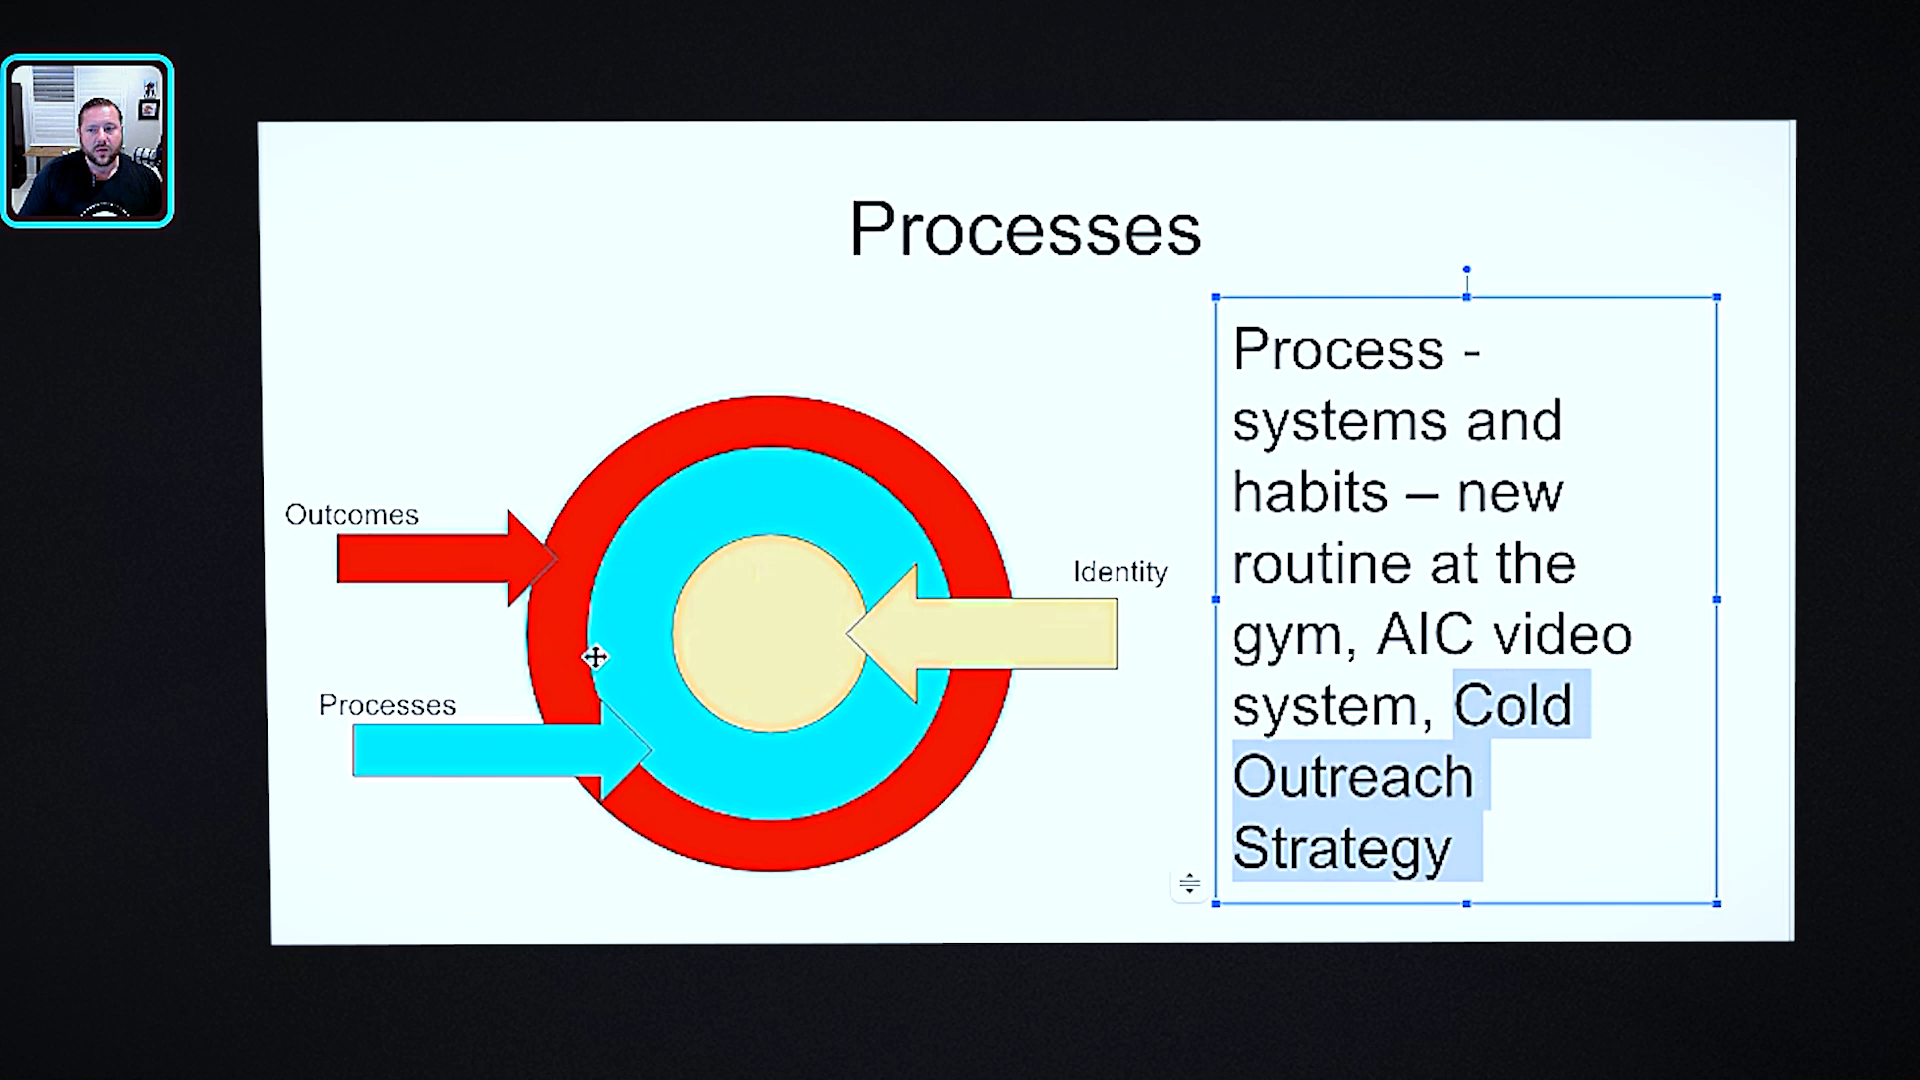 Processes
Process -
systems and
habits – new
routine at the
gym, AIC video
system, Cold
Outreach
Strategy
Outcomes
Identity
Processes